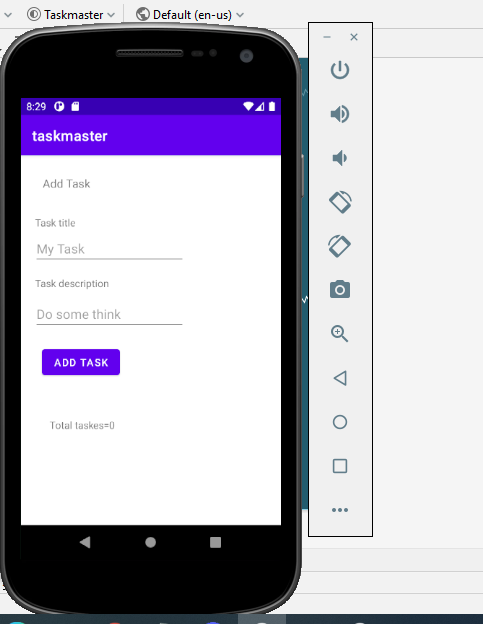 Taskmaster Default (en-us)
8:29
taskmaster
Add Task
Task title
My Task
Task description
Do some think
ADD TASK
Total taskes=0